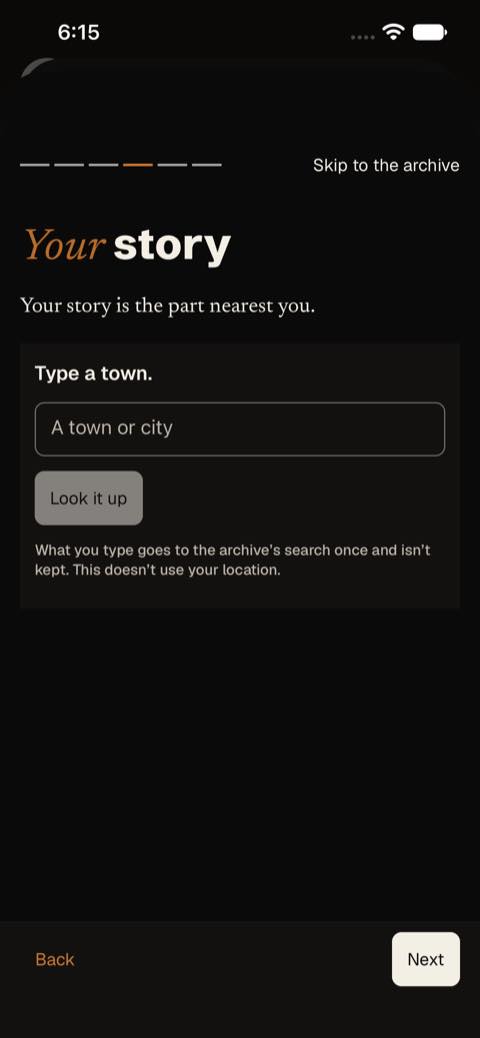 6:15
Skip to the archive
Your story
Your story is the part nearest you.
Type a town.
A town or city
Look it up
What you type goes to the archive’s search once and isn’t
kept. This doesn’t use your location.
Back
Next